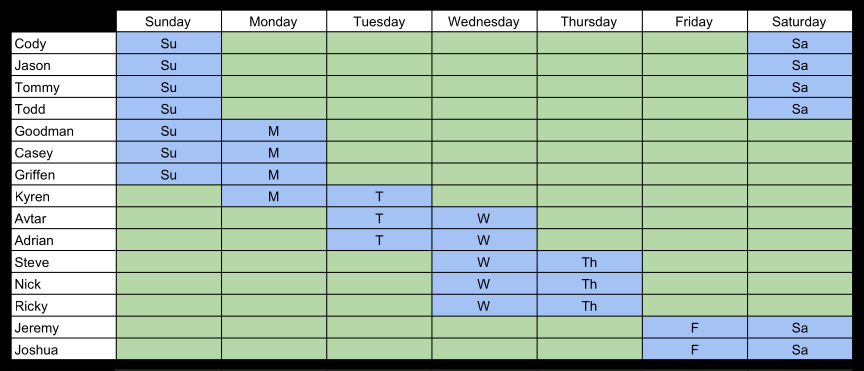 Sunday Monday Tuesday Wednesday Thursday Friday Saturday
Cody Su Sa
Jason Su Sa
Tommy Su Sa
Todd Su Sa
Goodman Su M
Casey Su M
Griffen Su M
Kyren M T
Avtar T W
Adrian T W
Steve W Th
Nick W Th
Ricky W Th
Jeremy F Sa
Joshua F Sa